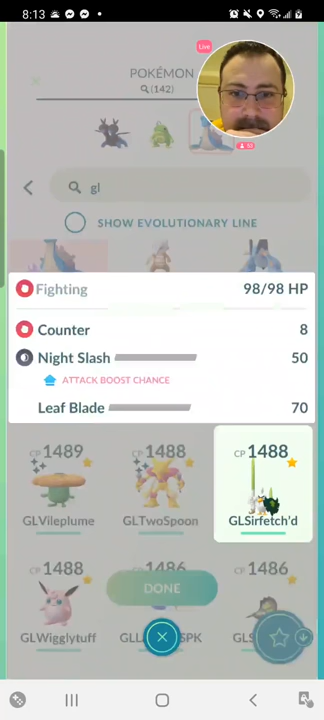 8:13
Live
POKÉMON
(142)
gl
SHOW EVOLUTIONARY LINE
Fighting 98/98 HP
Counter 8
Night Slash 50
ATTACK BOOST CHANCE
Leaf Blade 70
CP 1489 CP 1488 CP 1488
GLVileplume GLTwoSpoon GLSirfetch'd
CP 1488 CP 1486 CP 1486
DONE
GLWigglytuff